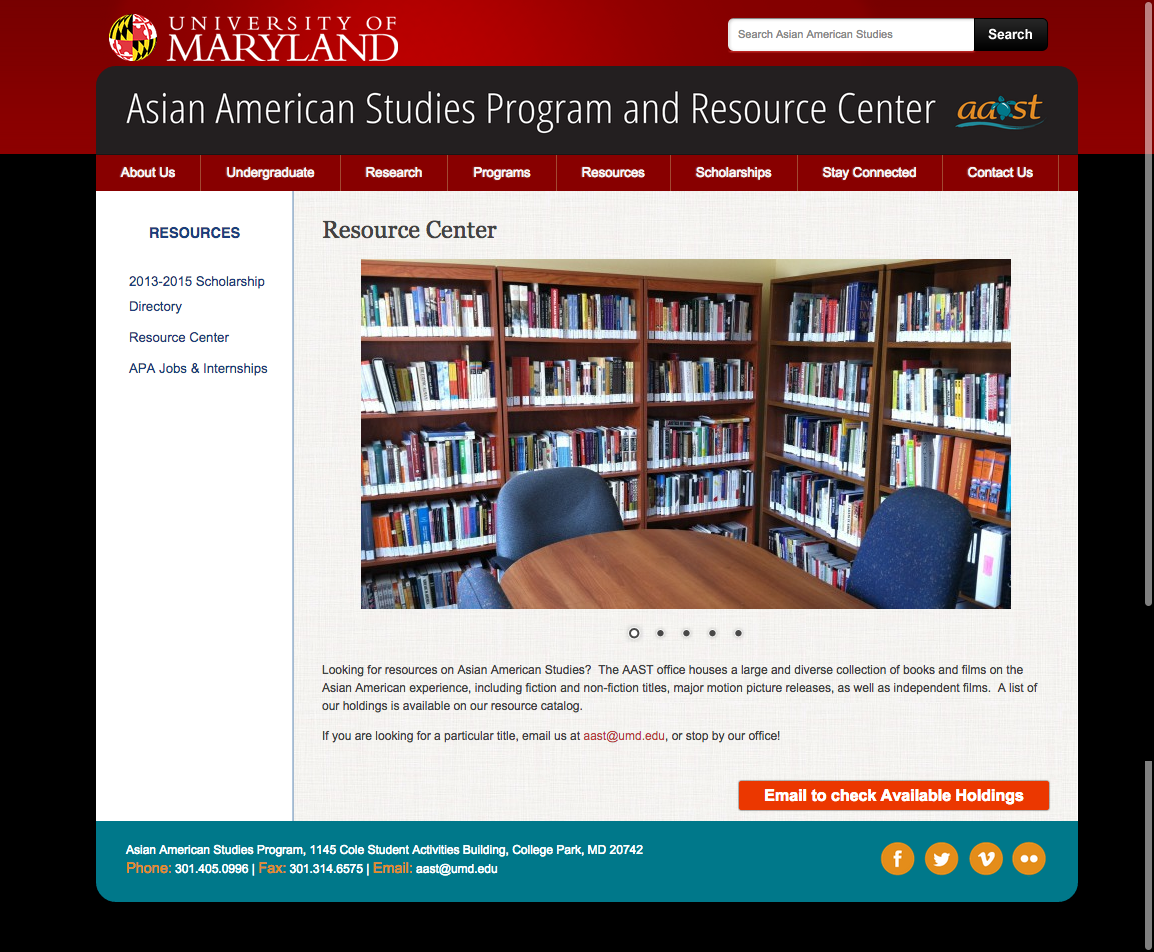 UNIVERSITY OF
MARYLAND
Search Asian American Studies
Search
Asian American Studies Program and Resource Center
aast
About Us
Undergraduate
Research
Programs
Resources
Scholarships
Stay Connected
Contact Us
RESOURCES
2013-2015 Scholarship
Directory
Resource Center
APA Jobs & Internships
Resource Center
Looking for resources on Asian American Studies?  The AAST office houses a large and diverse collection of books and films on the
Asian American experience, including fiction and non-fiction titles, major motion picture releases, as well as independent films.  A list of
our holdings is available on our resource catalog.
If you are looking for a particular title, email us at aast@umd.edu, or stop by our office!
Email to check Available Holdings
Asian American Studies Program, 1145 Cole Student Activities Building, College Park, MD 20742
Phone: 301.405.0996 | Fax: 301.314.6575 | Email: aast@umd.edu